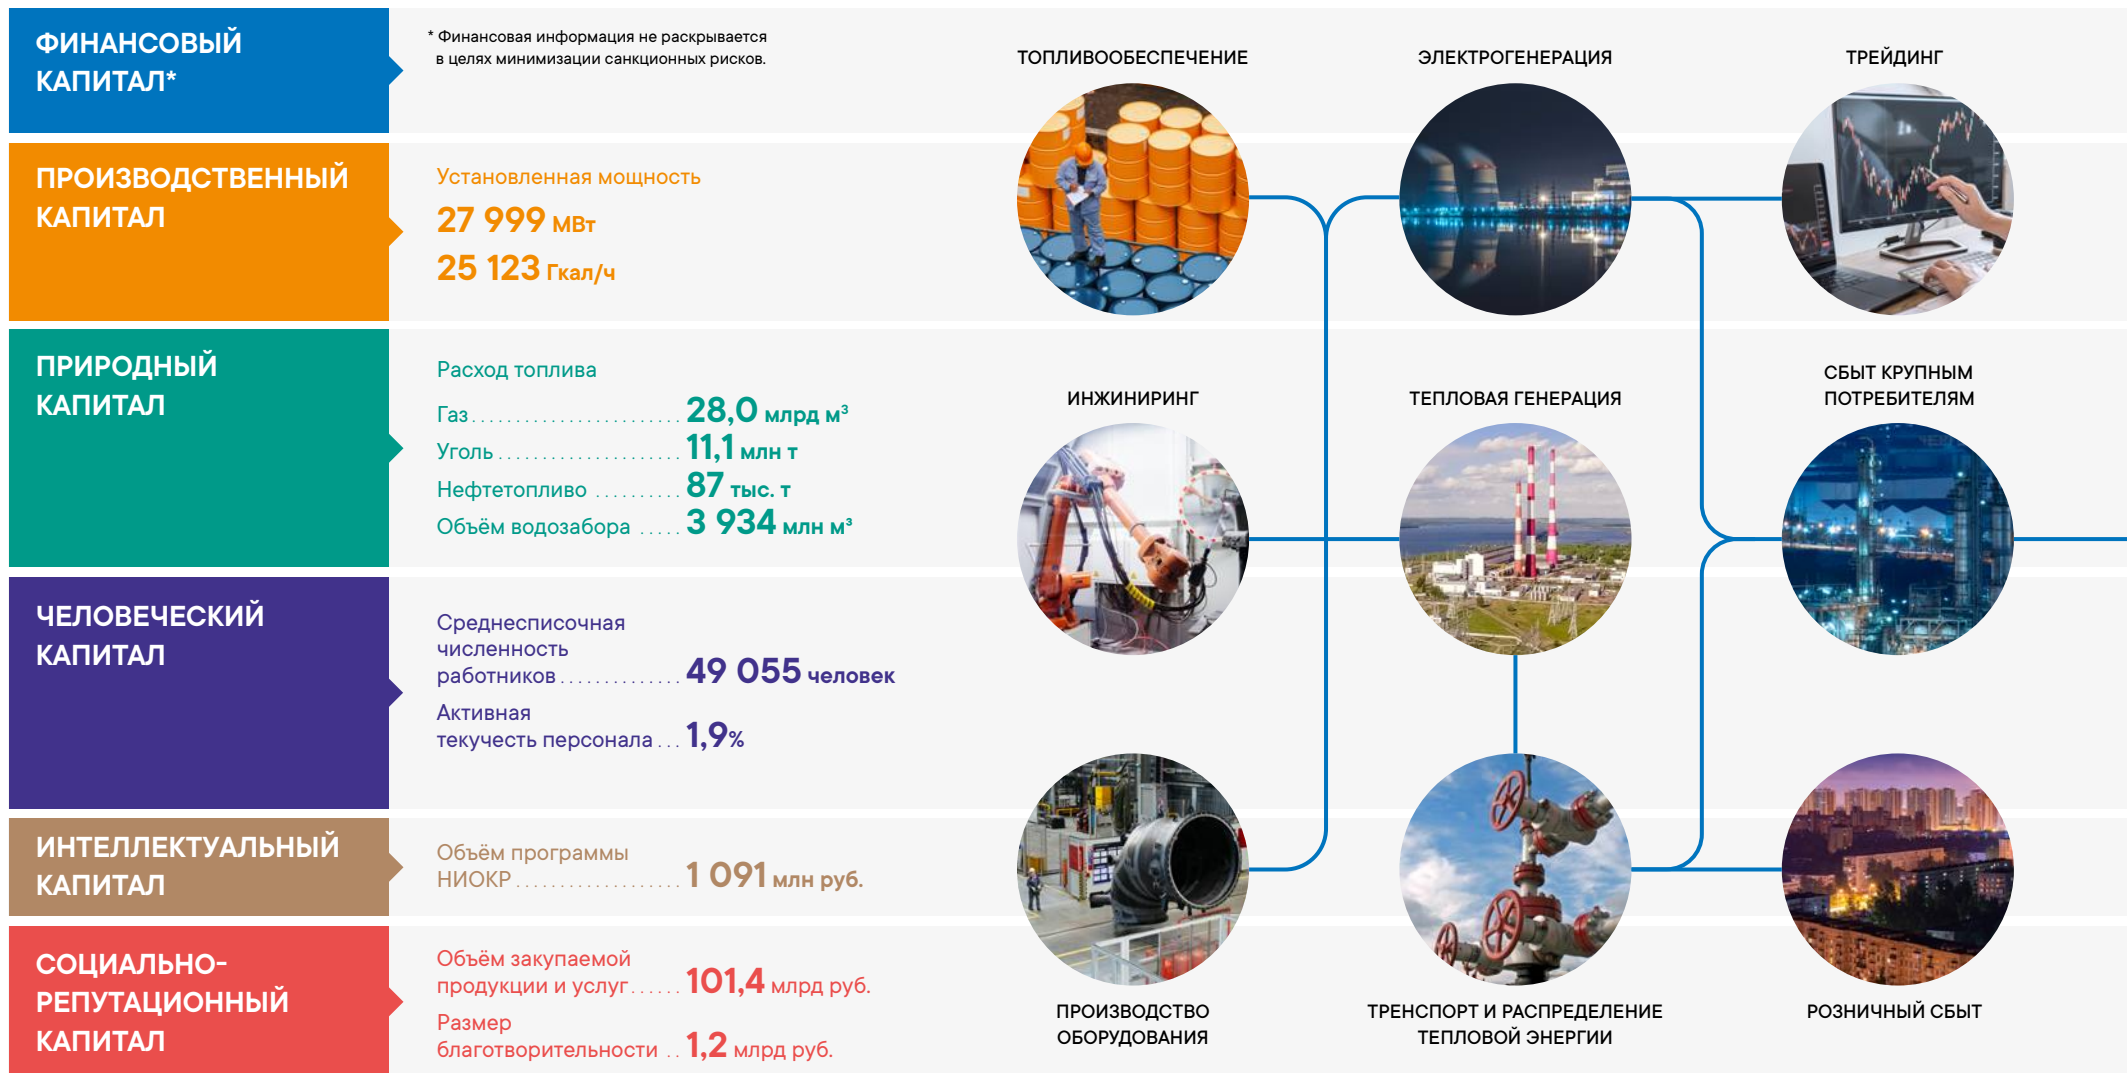 ФИНАНСОВЫЙ
КАПИТАЛ*
* Финансовая информация не раскрывается
в целях минимизации санкционных рисков.
ПРОИЗВОДСТВЕННЫЙ
КАПИТАЛ
Установленная мощность
27 999 МВт
25 123 Гкал/ч
ПРИРОДНЫЙ
КАПИТАЛ
Расход топлива
Газ........................ 28,0 млрд м³
Уголь ..................... 11,1 млн т
Нефтетопливо .......... 87 тыс. т
Объём водозабора ..... 3 934 млн м³
ЧЕЛОВЕЧЕСКИЙ
КАПИТАЛ
Среднесписочная
численность
работников.............. 49 055 человек
Активная
текучесть персонала... 1,9%
ИНТЕЛЛЕКТУАЛЬНЫЙ
КАПИТАЛ
Объём программы
НИОКР................... 1 091 млн руб.
СОЦИАЛЬНО-
РЕПУТАЦИОННЫЙ
КАПИТАЛ
Объём закупаемой
продукции и услуг...... 101,4 млрд руб.
Размер
благотворительности .. 1,2 млрд руб.
ТОПЛИВООБЕСПЕЧЕНИЕ
ЭЛЕКТРОГЕНЕРАЦИЯ
ТРЕЙДИНГ
ИНЖИНИРИНГ
ТЕПЛОВАЯ ГЕНЕРАЦИЯ
СБЫТ КРУПНЫМ
ПОТРЕБИТЕЛЯМ
ПРОИЗВОДСТВО
ОБОРУДОВАНИЯ
ТРЕНСПОРТ И РАСПРЕДЕЛЕНИЕ
ТЕПЛОВОЙ ЭНЕРГИИ
РОЗНИЧНЫЙ СБЫТ